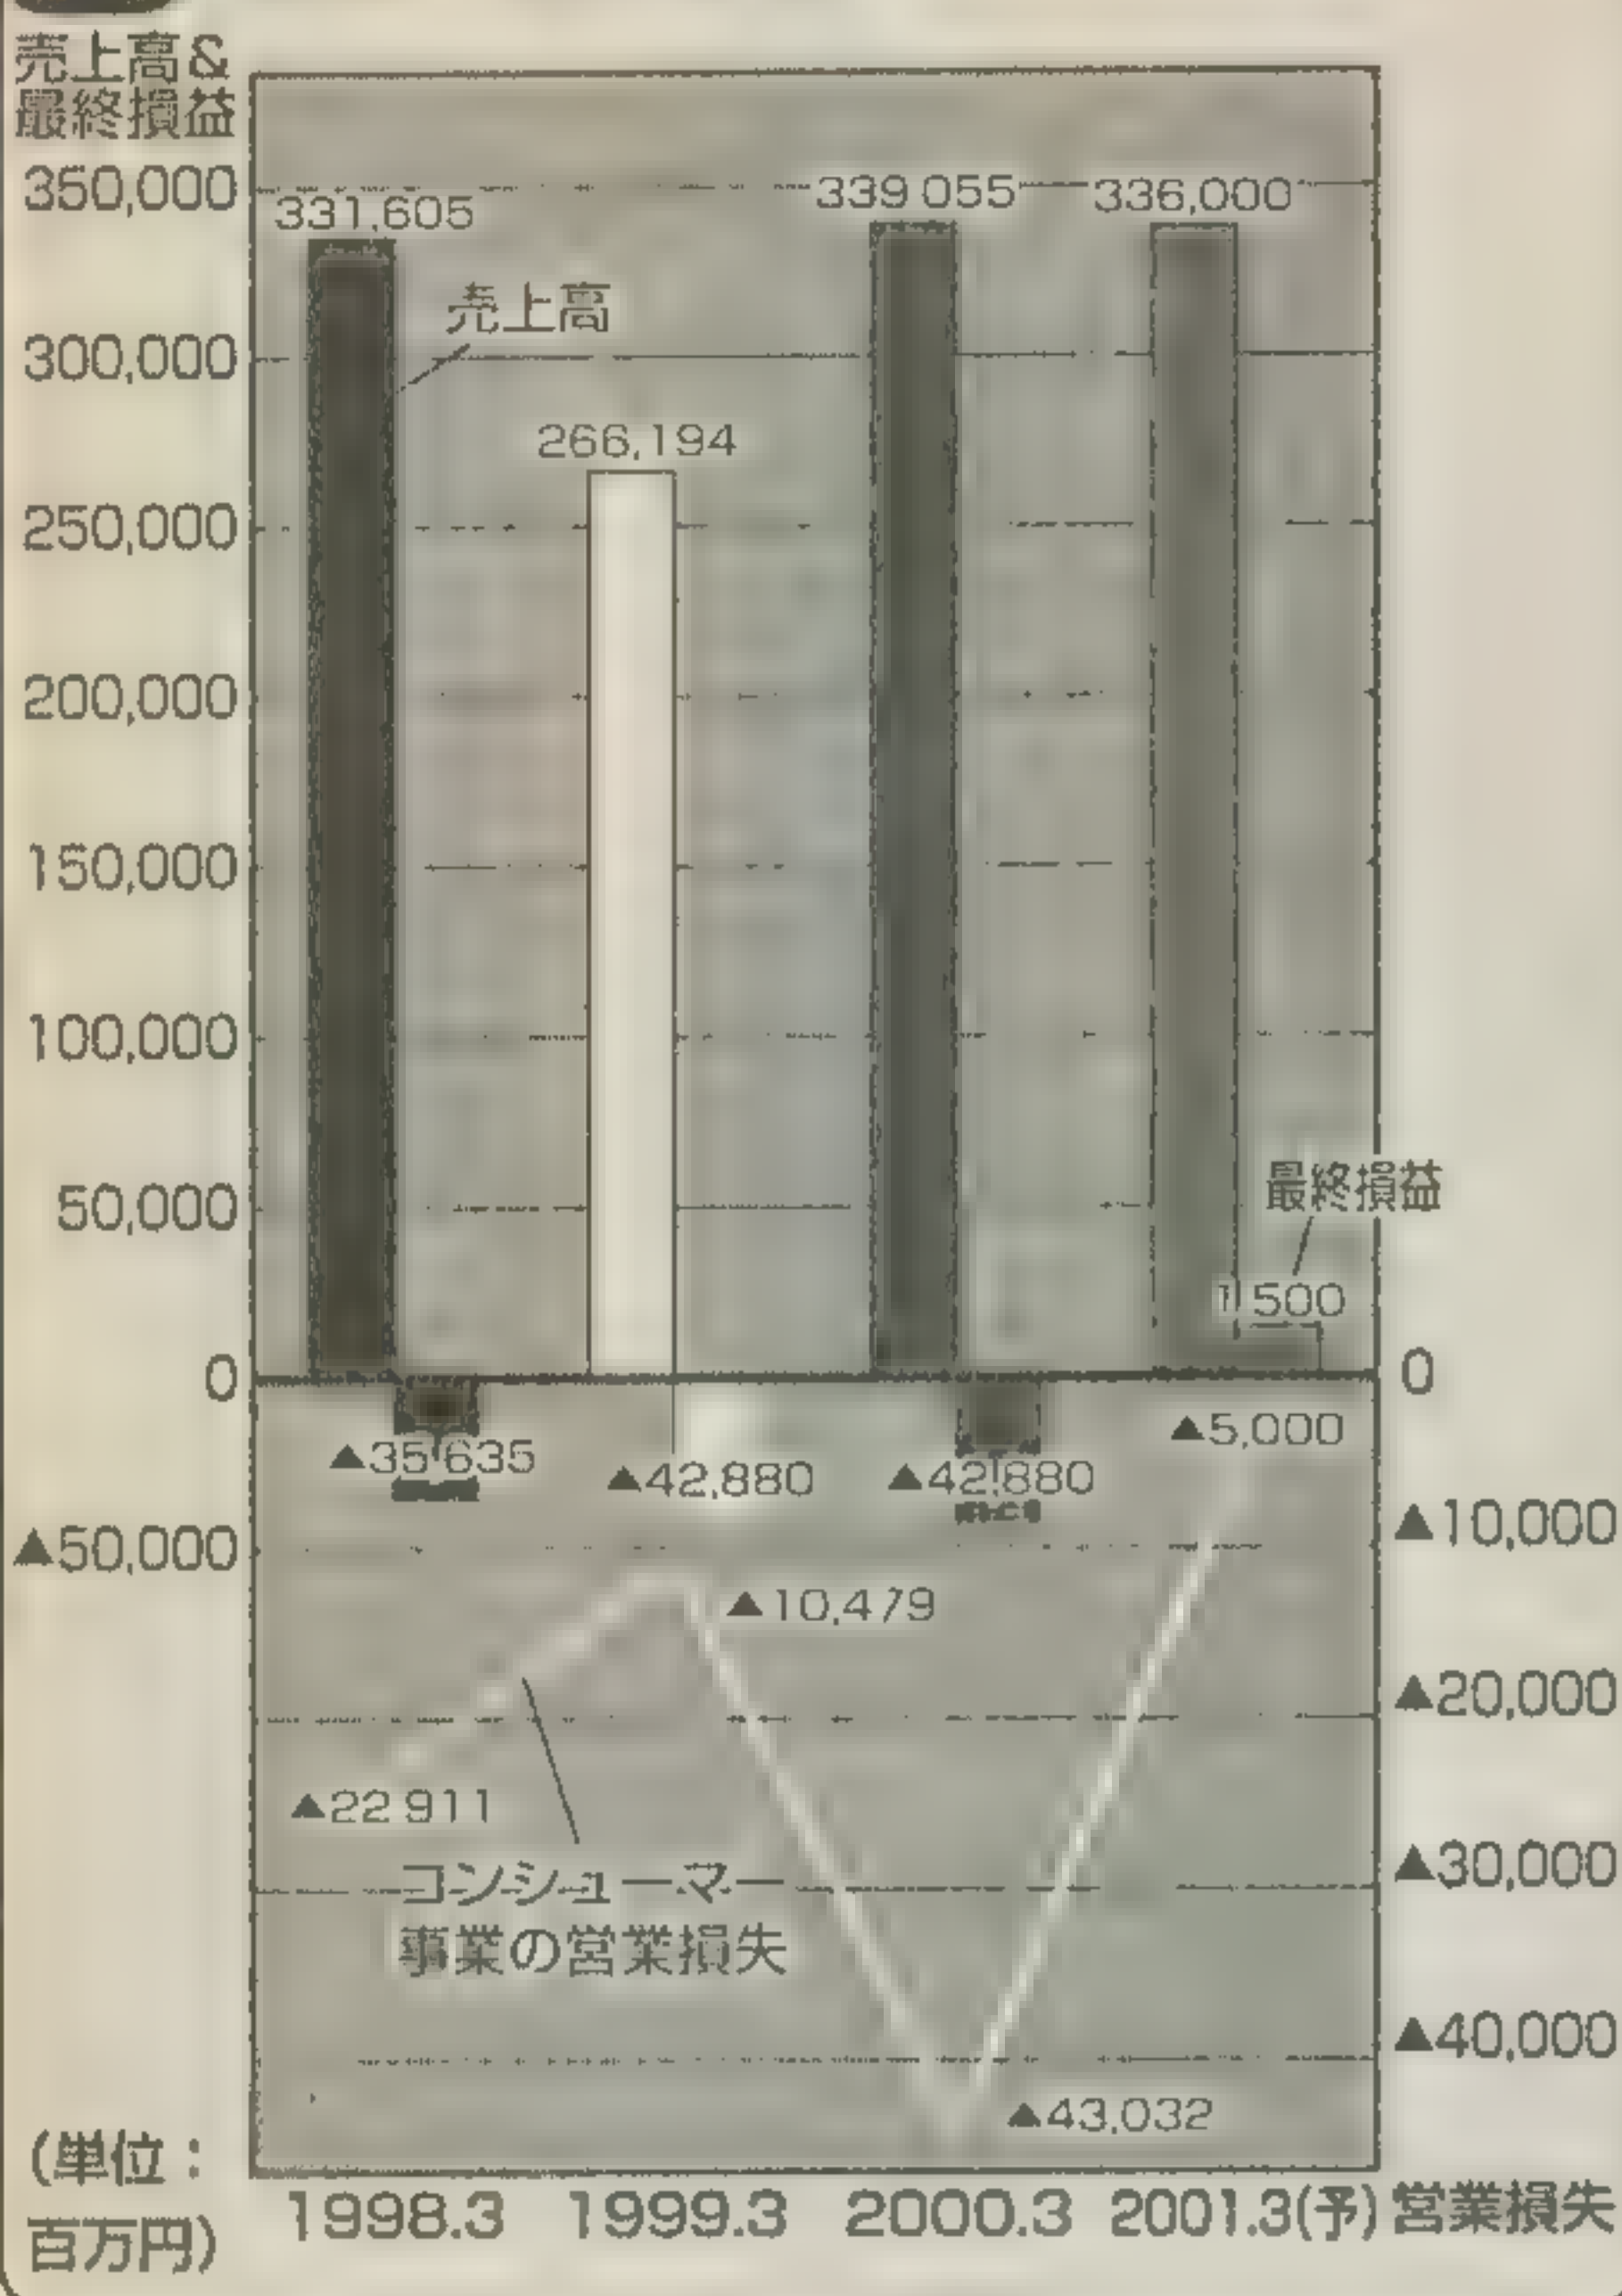 売上高&
最終損益
350,000
300,000
250,000
200,000
150,000
100,000
50,000
0
▲50,000
(単位:
百万円)
331,605
売上高
266,194
339 055
336,000
最終損益
1 500
▲35 635
▲42,880
▲42,880
▲5,000
▲10,479
▲22 911
コンシューマー
事業の営業損失
▲43,032
0
▲10,000
▲20,000
▲30,000
▲40,000
営業損失
1998.3 1999.3 2000.3 2001.3(予)